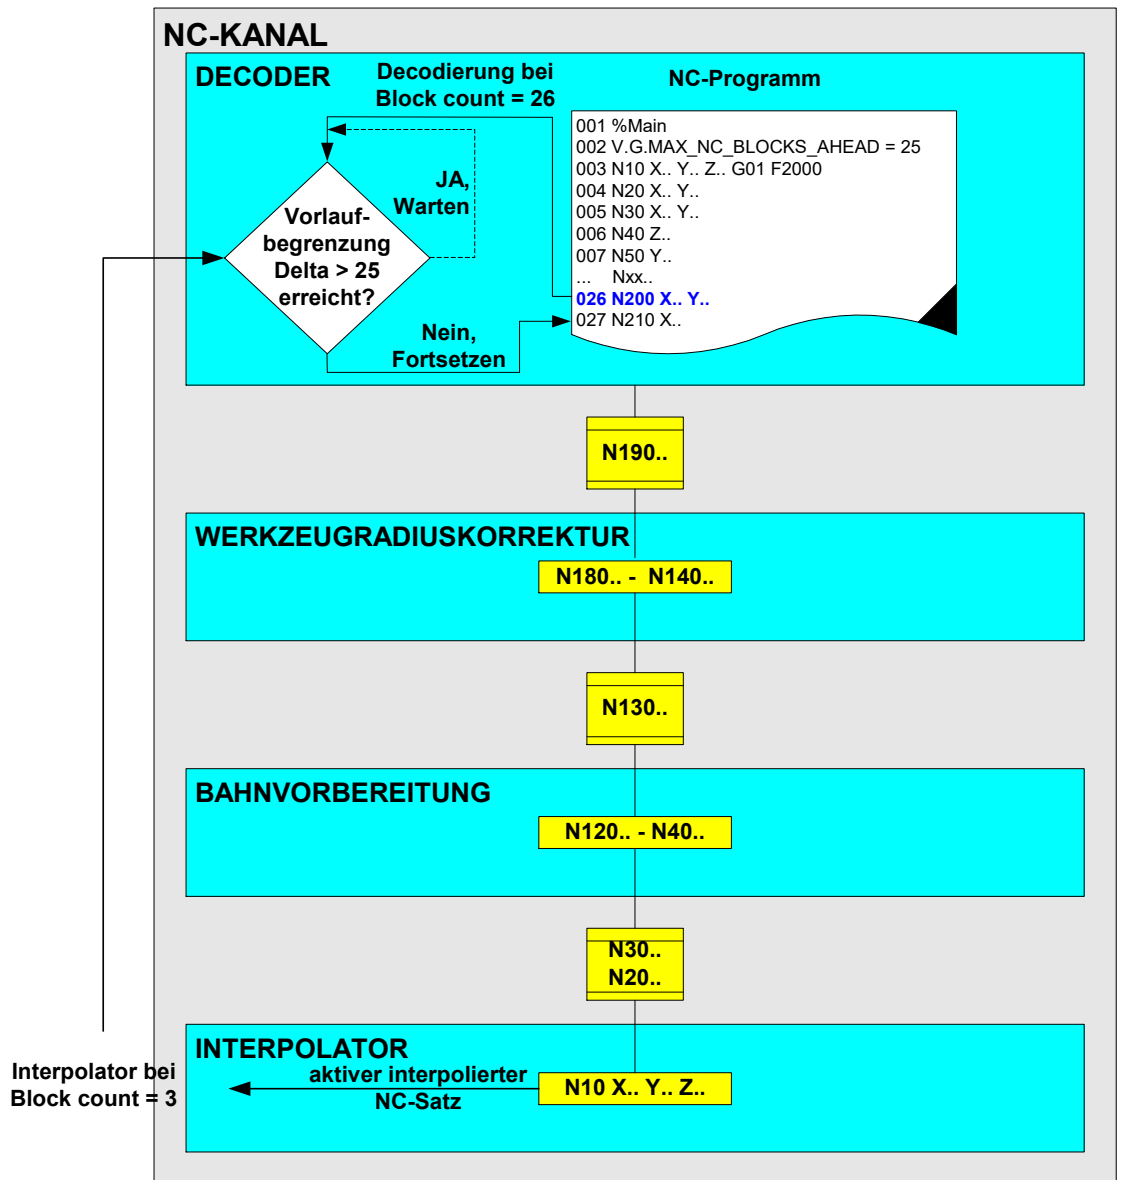 NC-KANAL
DECODER
Decodierung bei
Block count = 26
NC-Programm
001 %Main
002 V.G.MAX_NC_BLOCKS_AHEAD = 25
003 N10 X.. Y.. Z.. G01 F2000
004 N20 X.. Y..
005 N30 X.. Y..
006 N40 Z..
007 N50 Y..
... Nxx..
026 N200 X.. Y..
027 N210 X..
JA,
Warten
Vorlauf-
begrenzung
Delta > 25
erreicht?
Nein,
Fortsetzen
N190..
WERKZEUGRADIUSKORREKTUR
N180.. - N140..
N130..
BAHNVORBEREITUNG
N120.. - N40..
N30..
N20..
INTERPOLATOR
Interpolator bei
Block count = 3
aktiver interpolierter
NC-Satz
N10 X.. Y.. Z..